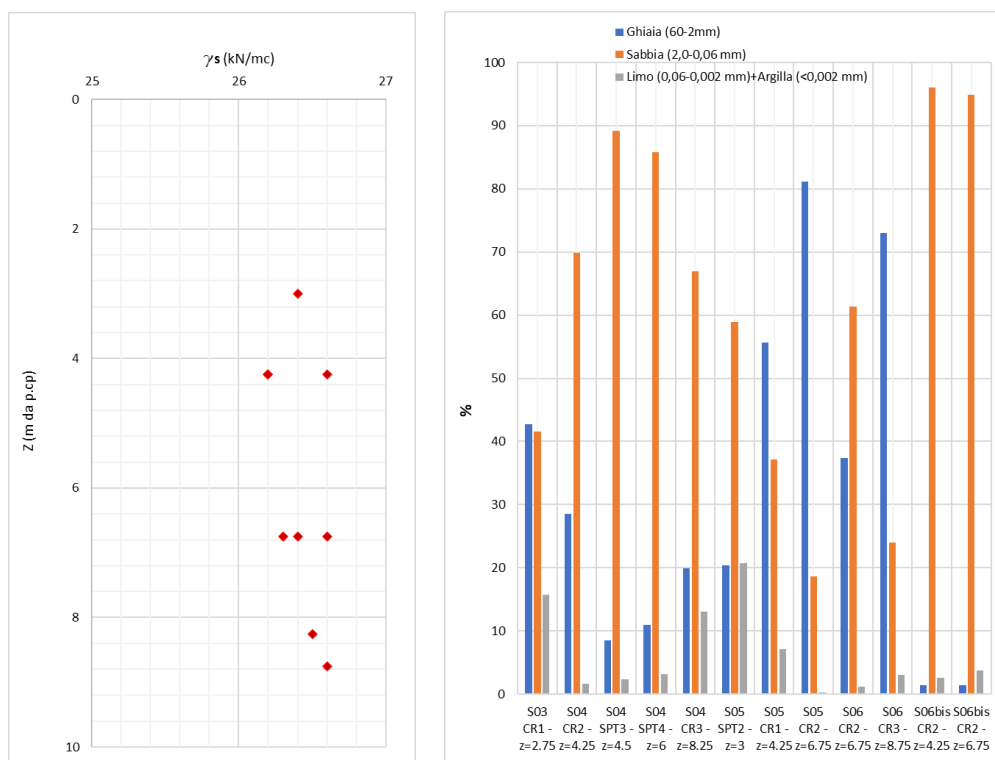 γs (kN/mc)
25 26 27
0
2
4
6
8
10
Z (m da p.cp)
Ghiaia (60-2mm)
Sabbia (2,0-0,06 mm)
Limo (0,06-0,002 mm)+Argilla (<0,002 mm)
100
90
80
70
60
50
40
30
20
10
0
%
S03 CR1 - z=2.75
S04 CR2 - z=4.25
S04 SPT3 - z=4.5
S04 SPT4 - z=6
S04 CR3 - z=8.25
S05 SPT2 - z=3
S05 CR1 - z=4.25
S05 CR2 - z=6.75
S06 CR2 - z=6.75
S06 CR3 - z=8.75
S06bis CR2 - z=4.25
S06bis CR2 - z=6.75